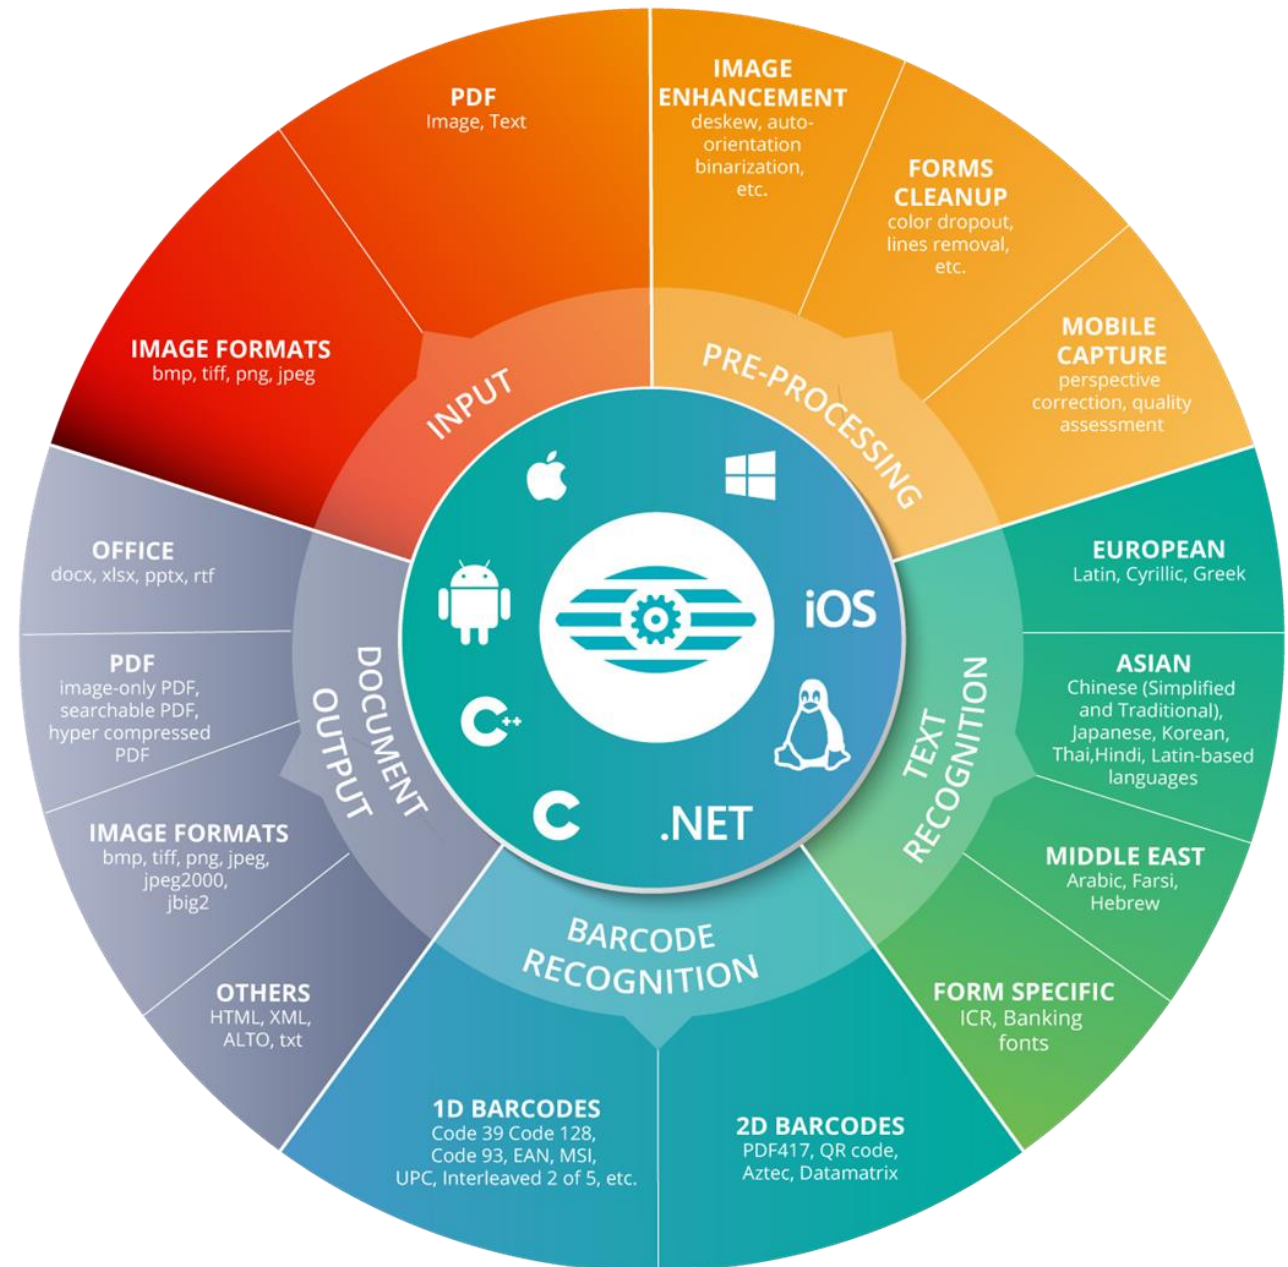 INPUT
IMAGE FORMATS
bmp, tiff, png, jpeg
PDF
Image, Text
PRE-PROCESSING
IMAGE
ENHANCEMENT
deskew, auto-
orientation
binarization,
etc.
FORMS
CLEANUP
color dropout,
lines removal,
etc.
MOBILE
CAPTURE
perspective
correction, quality
assessment
TEXT
RECOGNITION
EUROPEAN
Latin, Cyrillic, Greek
ASIAN
Chinese (Simplified
and Traditional),
Japanese, Korean,
Thai,Hindi, Latin-based
languages
MIDDLE EAST
Arabic, Farsi,
Hebrew
FORM SPECIFIC
ICR, Banking
fonts
BARCODE
RECOGNITION
2D BARCODES
PDF417, QR code,
Aztec, Datamatrix
1D BARCODES
Code 39 Code 128,
Code 93, EAN, MSI,
UPC, Interleaved 2 of 5, etc.
DOCUMENT
OUTPUT
OTHERS
HTML, XML,
ALTO, txt
IMAGE FORMATS
bmp, tiff, png, jpeg,
jpeg2000,
jbig2
PDF
image-only PDF,
searchable PDF,
hyper compressed
PDF
OFFICE
docx, xlsx, pptx, rtf
iOS
.NET
C
C++